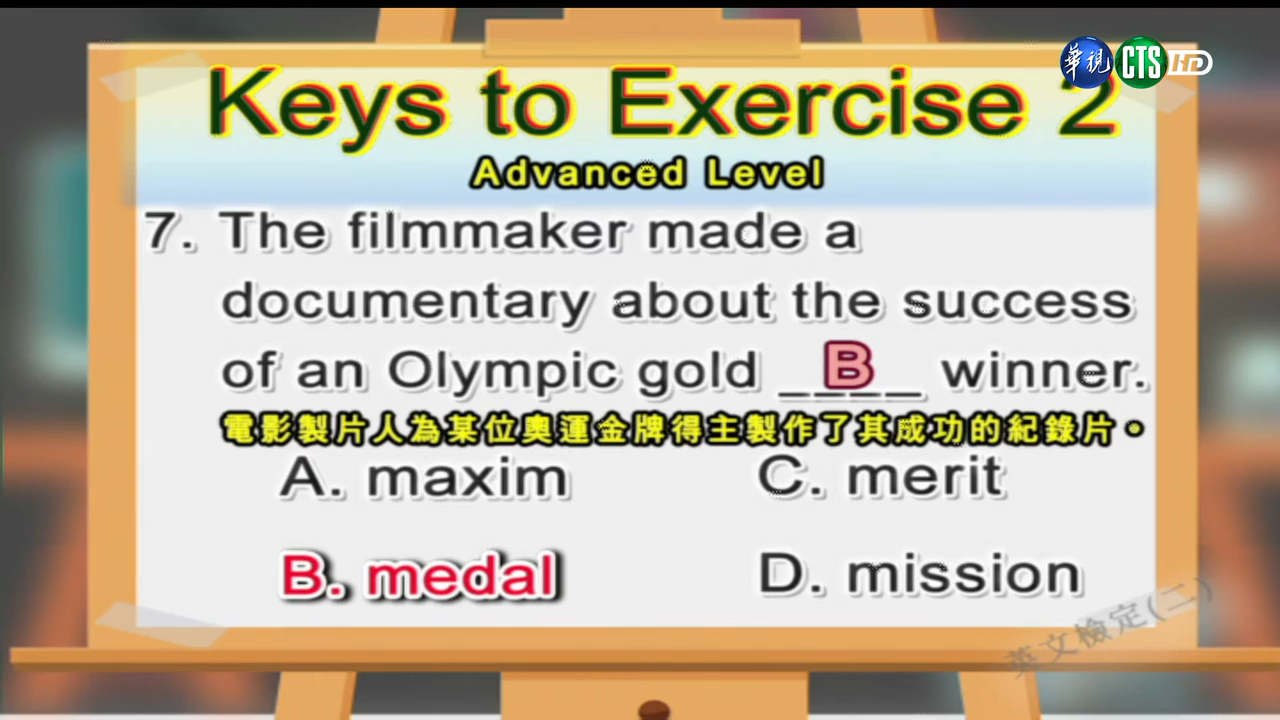 華視 CTS HD
Keys to Exercise 2
Advanced Level
7. The filmmaker made a
documentary about the success
of an Olympic gold ____ winner.
B
電影製片人為某位奧運金牌得主製作了其成功的紀錄片。
A. maxim
C. merit
B. medal
D. mission
英文檢定(二)